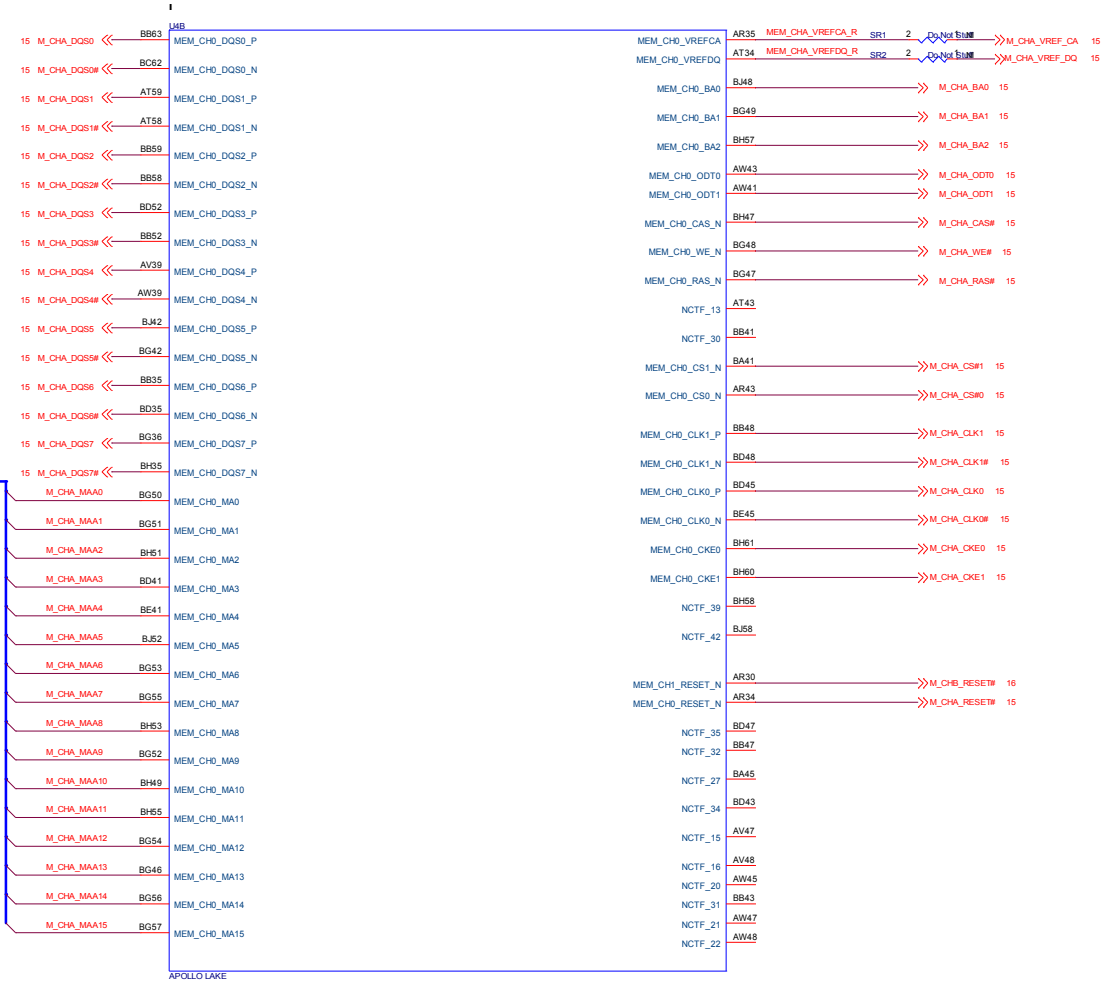 U4B
15 M_CHA_DQS0 BB63 MEM_CH0_DQS0_P
15 M_CHA_DQS0# BC62 MEM_CH0_DQS0_N
15 M_CHA_DQS1 AT59 MEM_CH0_DQS1_P
15 M_CHA_DQS1# AT58 MEM_CH0_DQS1_N
15 M_CHA_DQS2 BB59 MEM_CH0_DQS2_P
15 M_CHA_DQS2# BB58 MEM_CH0_DQS2_N
15 M_CHA_DQS3 BD52 MEM_CH0_DQS3_P
15 M_CHA_DQS3# BB52 MEM_CH0_DQS3_N
15 M_CHA_DQS4 AV39 MEM_CH0_DQS4_P
15 M_CHA_DQS4# AW39 MEM_CH0_DQS4_N
15 M_CHA_DQS5 BJ42 MEM_CH0_DQS5_P
15 M_CHA_DQS5# BG42 MEM_CH0_DQS5_N
15 M_CHA_DQS6 BB35 MEM_CH0_DQS6_P
15 M_CHA_DQS6# BD35 MEM_CH0_DQS6_N
15 M_CHA_DQS7 BG36 MEM_CH0_DQS7_P
15 M_CHA_DQS7# BH35 MEM_CH0_DQS7_N
M_CHA_MAA0 BG50 MEM_CH0_MA0
M_CHA_MAA1 BG51 MEM_CH0_MA1
M_CHA_MAA2 BH51 MEM_CH0_MA2
M_CHA_MAA3 BD41 MEM_CH0_MA3
M_CHA_MAA4 BE41 MEM_CH0_MA4
M_CHA_MAA5 BJ52 MEM_CH0_MA5
M_CHA_MAA6 BG53 MEM_CH0_MA6
M_CHA_MAA7 BG55 MEM_CH0_MA7
M_CHA_MAA8 BH53 MEM_CH0_MA8
M_CHA_MAA9 BG52 MEM_CH0_MA9
M_CHA_MAA10 BH49 MEM_CH0_MA10
M_CHA_MAA11 BH55 MEM_CH0_MA11
M_CHA_MAA12 BG54 MEM_CH0_MA12
M_CHA_MAA13 BG46 MEM_CH0_MA13
M_CHA_MAA14 BG56 MEM_CH0_MA14
M_CHA_MAA15 BG57 MEM_CH0_MA15
MEM_CH0_VREFCA AR35 MEM_CHA_VREFCA_R SR1 2 Do Not Stuff 1 M_CHA_VREF_CA 15
MEM_CH0_VREFDQ AT34 MEM_CHA_VREFDQ_R SR2 2 Do Not Stuff 1 M_CHA_VREF_DQ 15
MEM_CH0_BA0 BJ48 M_CHA_BA0 15
MEM_CH0_BA1 BG49 M_CHA_BA1 15
MEM_CH0_BA2 BH57 M_CHA_BA2 15
MEM_CH0_ODT0 AW43 M_CHA_ODT0 15
MEM_CH0_ODT1 AW41 M_CHA_ODT1 15
MEM_CH0_CAS_N BH47 M_CHA_CAS# 15
MEM_CH0_WE_N BG48 M_CHA_WE# 15
MEM_CH0_RAS_N BG47 M_CHA_RAS# 15
NCTF_13 AT43
NCTF_30 BB41
MEM_CH0_CS1_N BA41 M_CHA_CS#1 15
MEM_CH0_CS0_N AR43 M_CHA_CS#0 15
MEM_CH0_CLK1_P BB48 M_CHA_CLK1 15
MEM_CH0_CLK1_N BD48 M_CHA_CLK1# 15
MEM_CH0_CLK0_P BD45 M_CHA_CLK0 15
MEM_CH0_CLK0_N BE45 M_CHA_CLK0# 15
MEM_CH0_CKE0 BH61 M_CHA_CKE0 15
MEM_CH0_CKE1 BH60 M_CHA_CKE1 15
NCTF_39 BH58
NCTF_42 BJ58
MEM_CH1_RESET_N AR30 M_CHB_RESET# 16
MEM_CH0_RESET_N AR34 M_CHA_RESET# 15
NCTF_35 BD47
NCTF_32 BB47
NCTF_27 BA45
NCTF_34 BD43
NCTF_15 AV47
NCTF_16 AV48
NCTF_20 AW45
NCTF_31 BB43
NCTF_21 AW47
NCTF_22 AW48
APOLLO LAKE